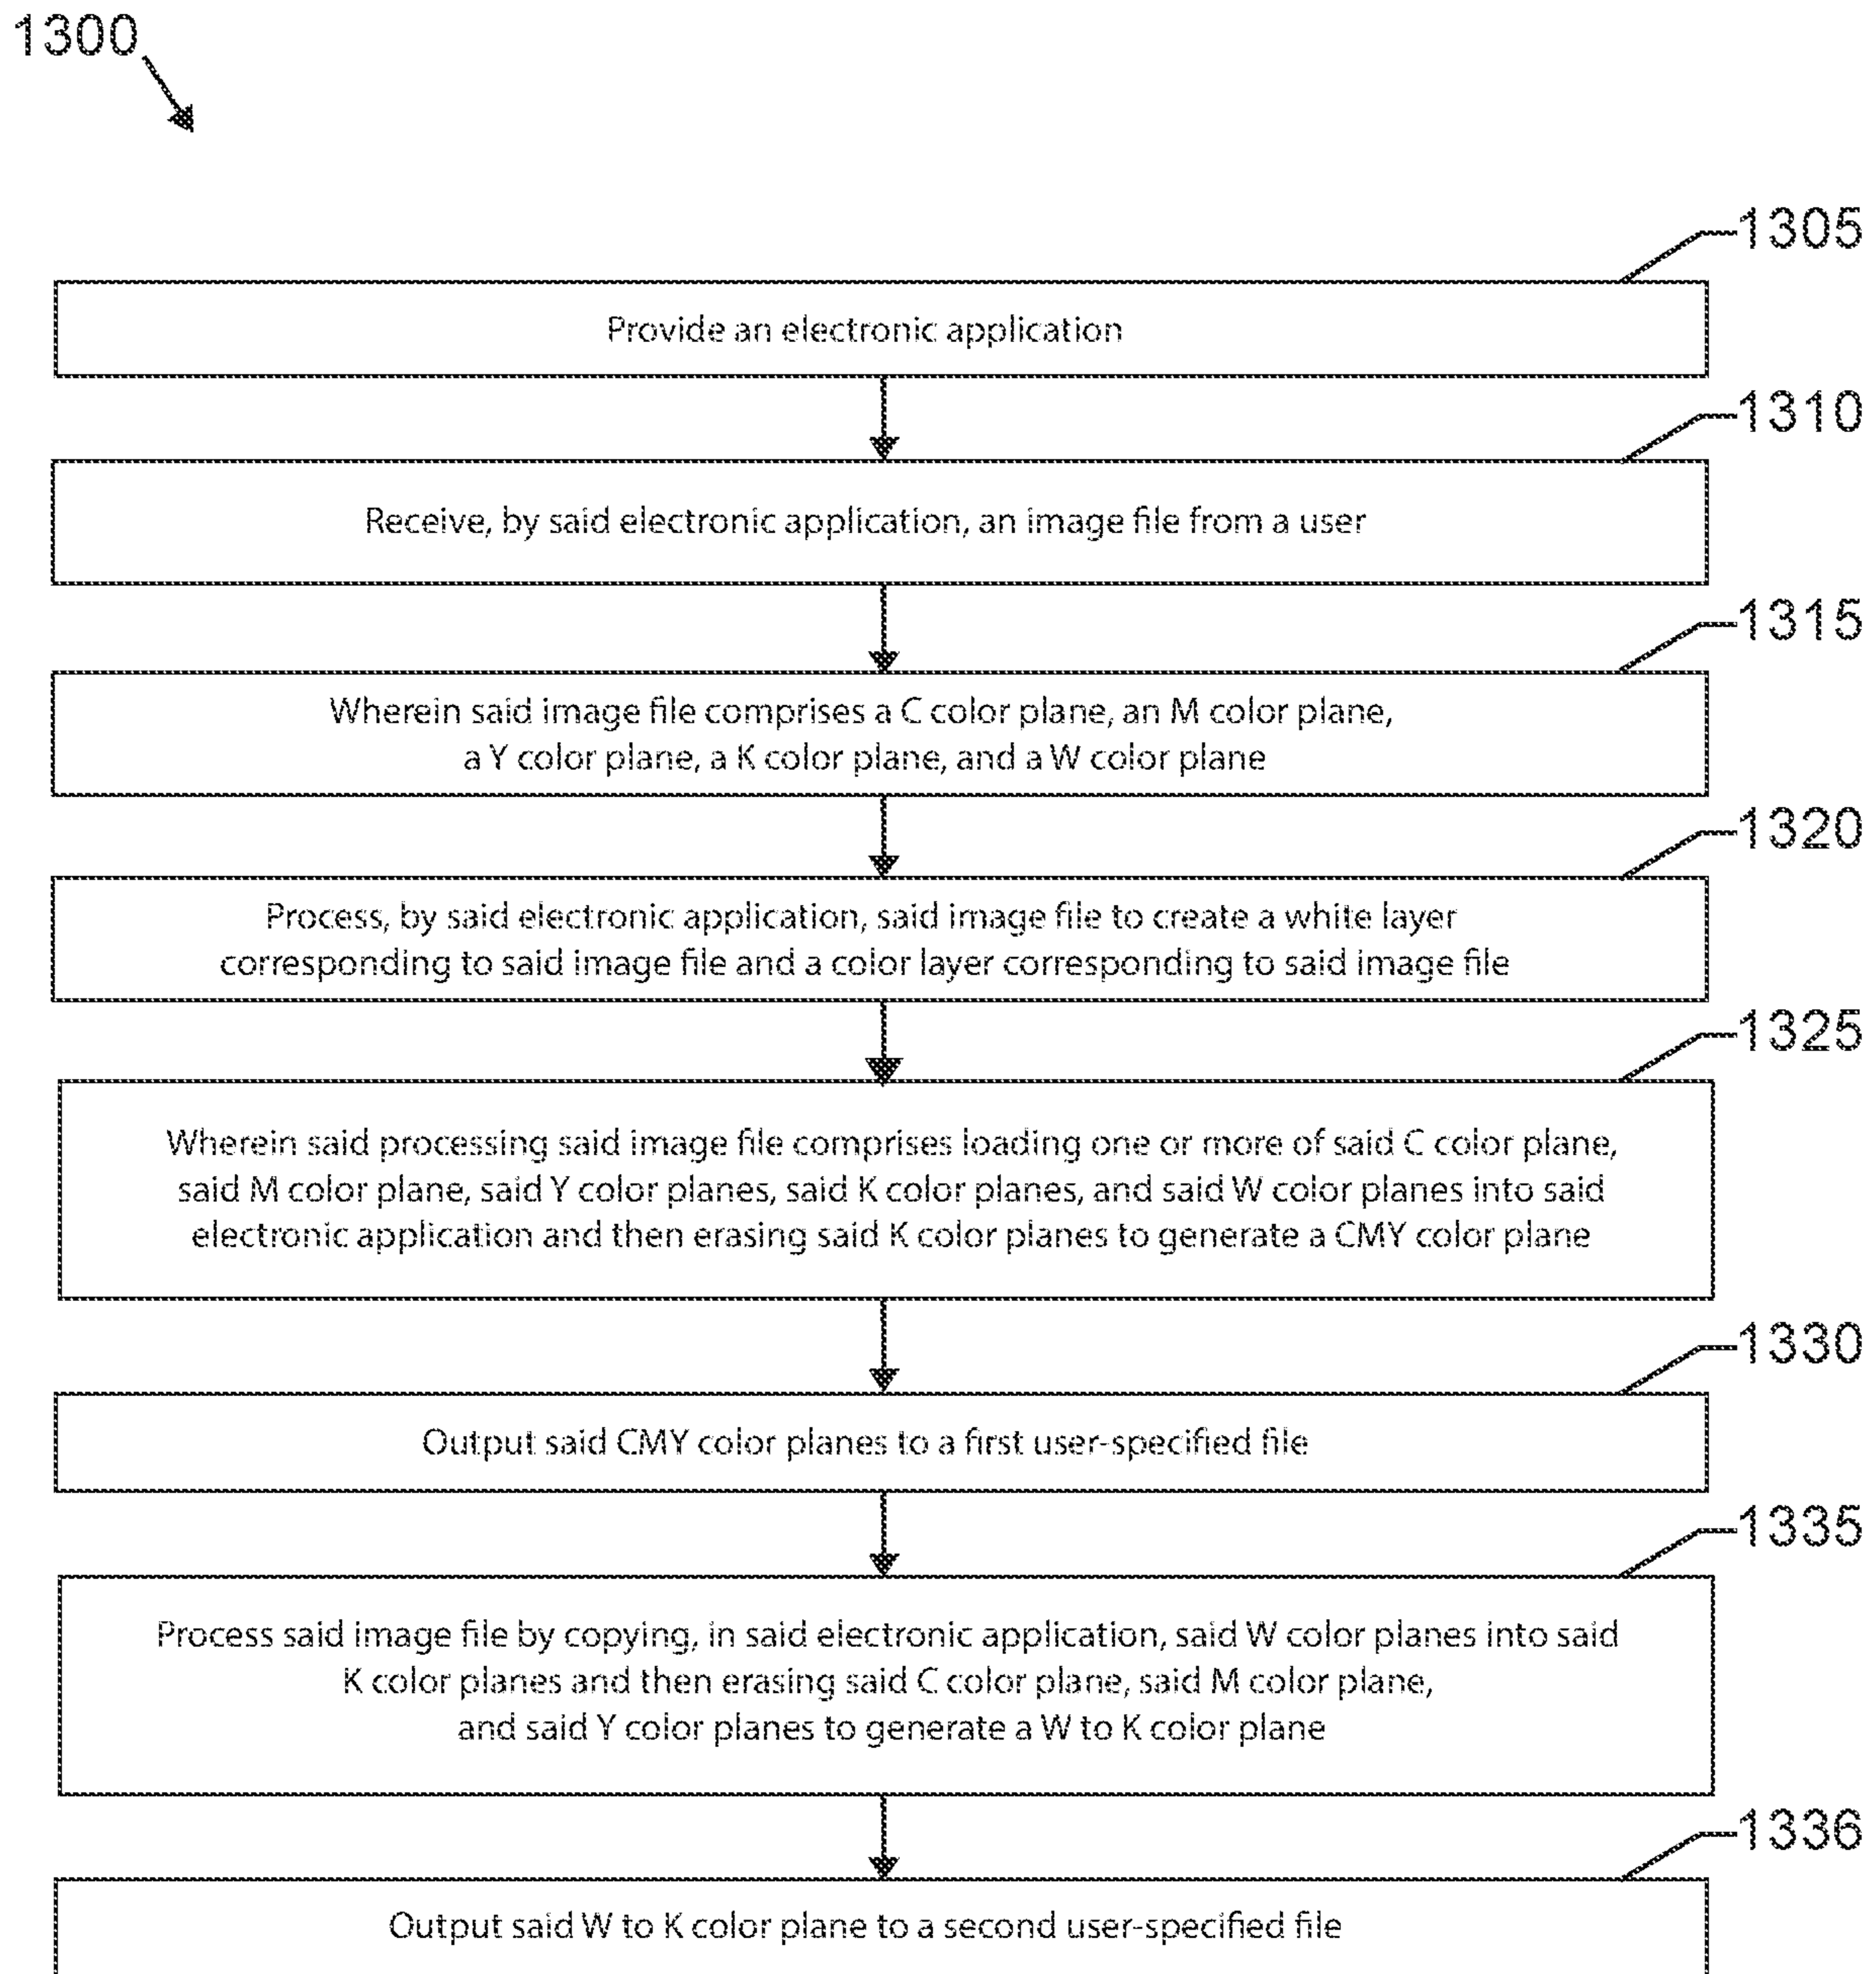 1300
1305
Provide an electronic application
1310
Receive, by said electronic application, an image file from a user
1315
Wherein said image file comprises a C color plane, an M color plane,
a Y color plane, a K color plane, and a W color plane
1320
Process, by said electronic application, said image file to create a white layer
corresponding to said image file and a color layer corresponding to said image file
1325
Wherein said processing said image file comprises loading one or more of said C color plane,
said M color plane, said Y color planes, said K color planes, and said W color planes into said
electronic application and then erasing said K color planes to generate a CMY color plane
1330
Output said CMY color planes to a first user-specified file
1335
Process said image file by copying, in said electronic application, said W color planes into said
K color planes and then erasing said C color plane, said M color plane,
and said Y color planes to generate a W to K color plane
1336
Output said W to K color plane to a second user-specified file